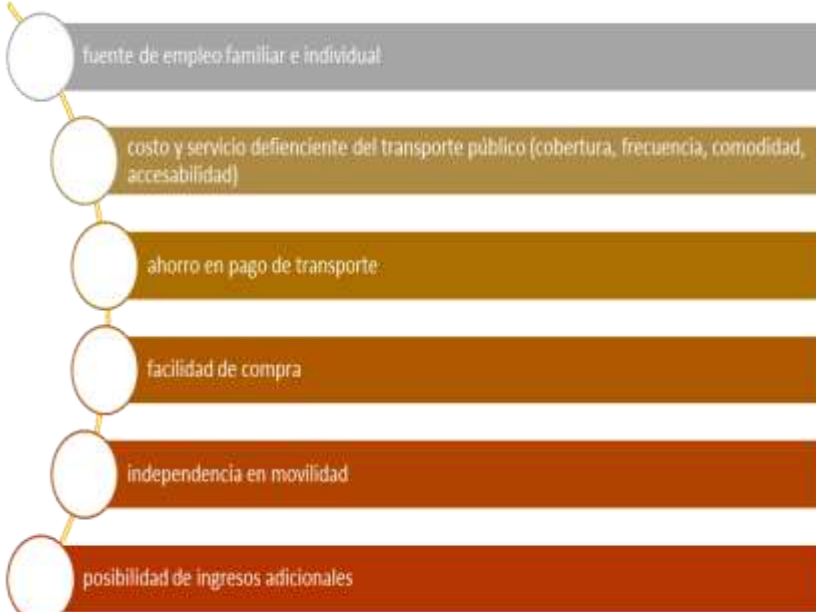 fuente de empleo familiar e individual
costo y servicio defienciente del transporte público (cobertura, frecuencia, comodidad,
accesabilidad)
ahorro en pago de transporte
facilidad de compra
independencia en movilidad
posibilidad de ingresos adicionales